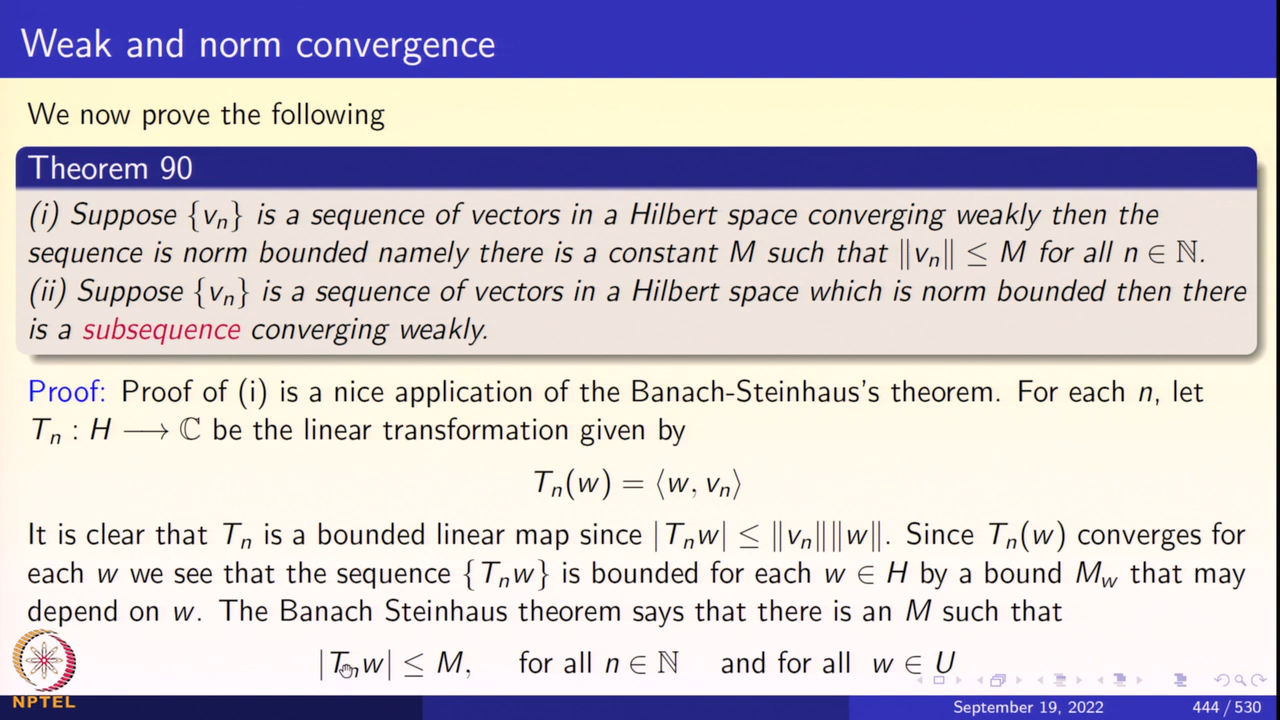 Weak and norm convergence
We now prove the following
Theorem 90
(i) Suppose {vₙ} is a sequence of vectors in a Hilbert space converging weakly then the
sequence is norm bounded namely there is a constant M such that ‖vₙ‖ ≤ M for all n ∈ ℕ.
(ii) Suppose {vₙ} is a sequence of vectors in a Hilbert space which is norm bounded then there
is a subsequence converging weakly.
Proof: Proof of (i) is a nice application of the Banach-Steinhaus's theorem. For each n, let
Tₙ : H ⟶ ℂ be the linear transformation given by
Tₙ(w) = ⟨w, vₙ⟩
It is clear that Tₙ is a bounded linear map since |Tₙw| ≤ ‖vₙ‖‖w‖. Since Tₙ(w) converges for
each w we see that the sequence {Tₙw} is bounded for each w ∈ H by a bound M_w that may
depend on w. The Banach Steinhaus theorem says that there is an M such that
|Tₙw| ≤ M, for all n ∈ ℕ and for all w ∈ U
NPTEL
September 19, 2022 444 / 530